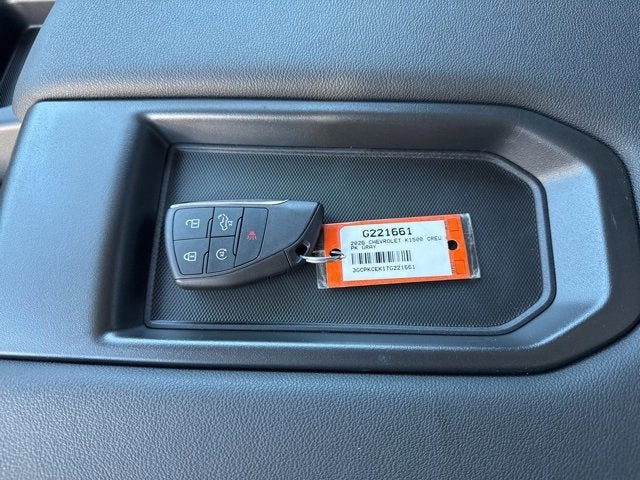 G221661
2026 CHEVROLET K1500 CREW
PK GRAY
3GCPKCEK1TG221661